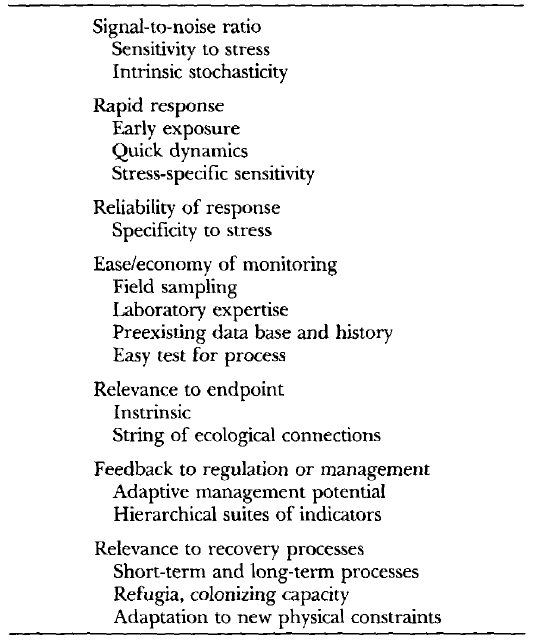 Signal-to-noise ratio
Sensitivity to stress
Intrinsic stochasticity
Rapid response
Early exposure
Quick dynamics
Stress-specific sensitivity
Reliability of response
Specificity to stress
Ease/economy of monitoring
Field sampling
Laboratory expertise
Preexisting data base and history
Easy test for process
Relevance to endpoint
Instrinsic
String of ecological connections
Feedback to regulation or management
Adaptive management potential
Hierarchical suites of indicators
Relevance to recovery processes
Short-term and long-term processes
Refugia, colonizing capacity
Adaptation to new physical constraints